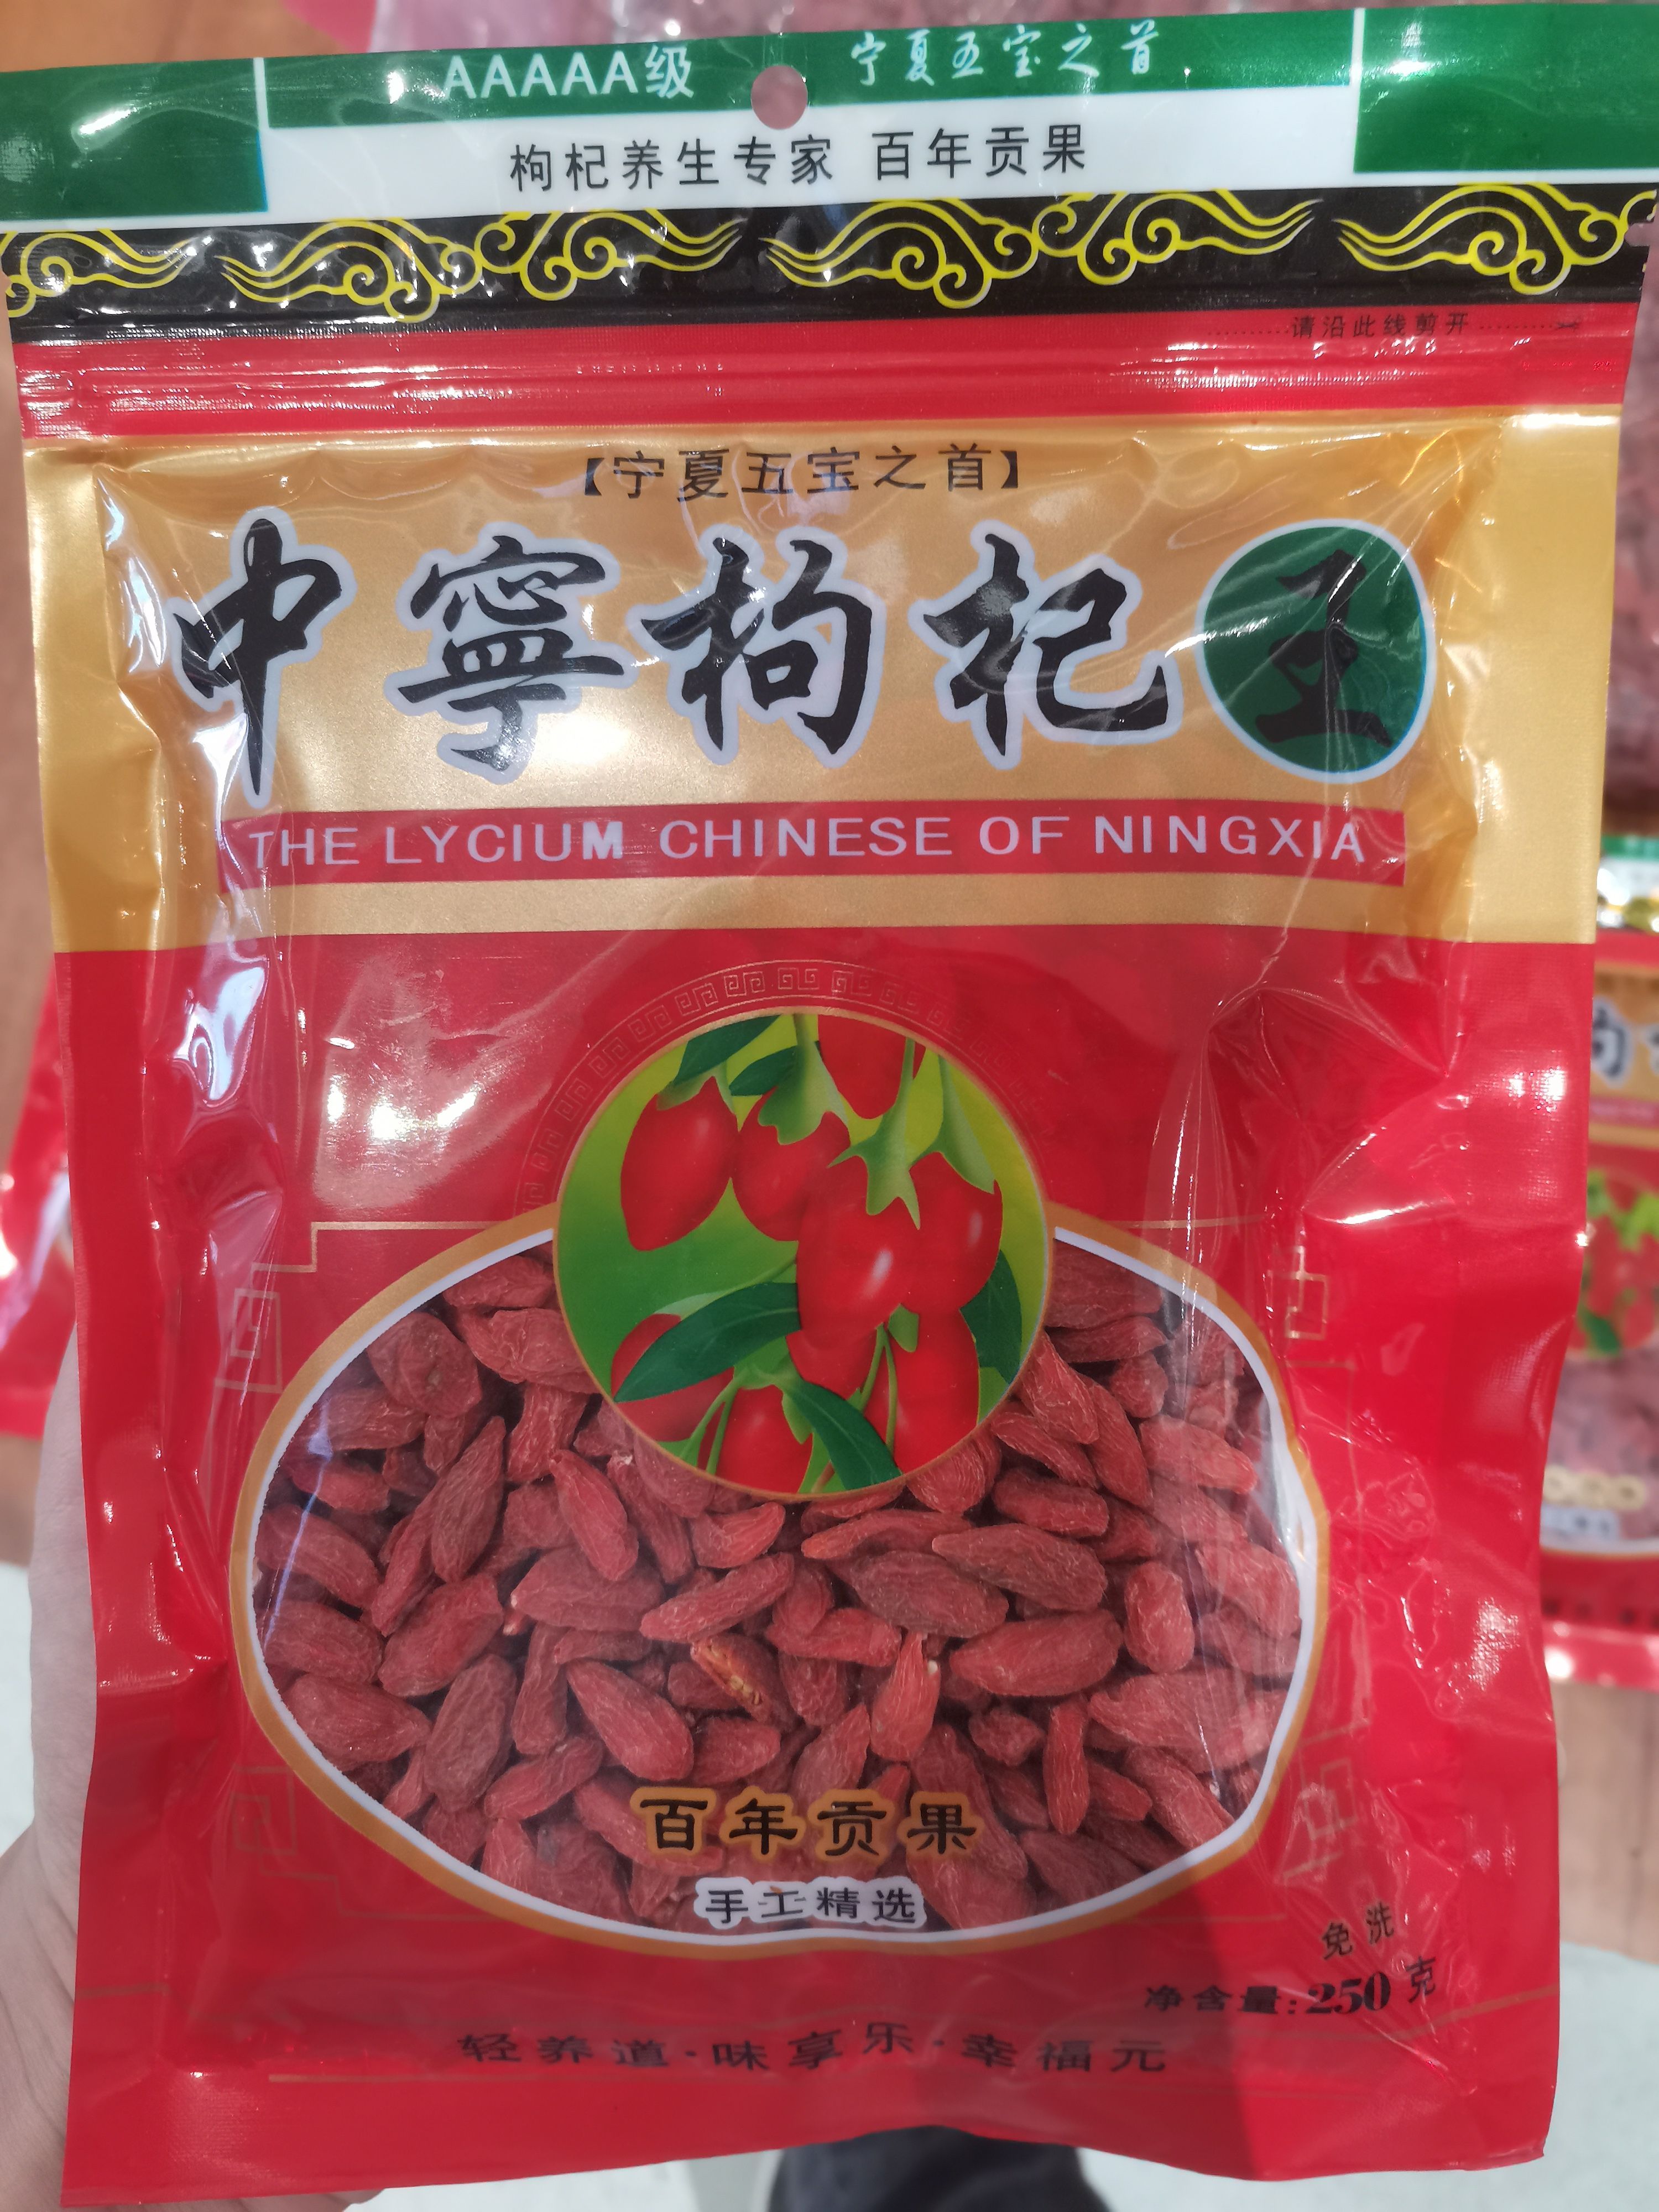 AAAAA级 宁夏五宝之首
枸杞养生专家 百年贡果
请沿此线剪开
【宁夏五宝之首】
中寧枸杞王
THE LYCIUM CHINESE OF NINGXIA
百年贡果
手工精选
免洗
净含量:250克
轻养道·味享乐·幸福元